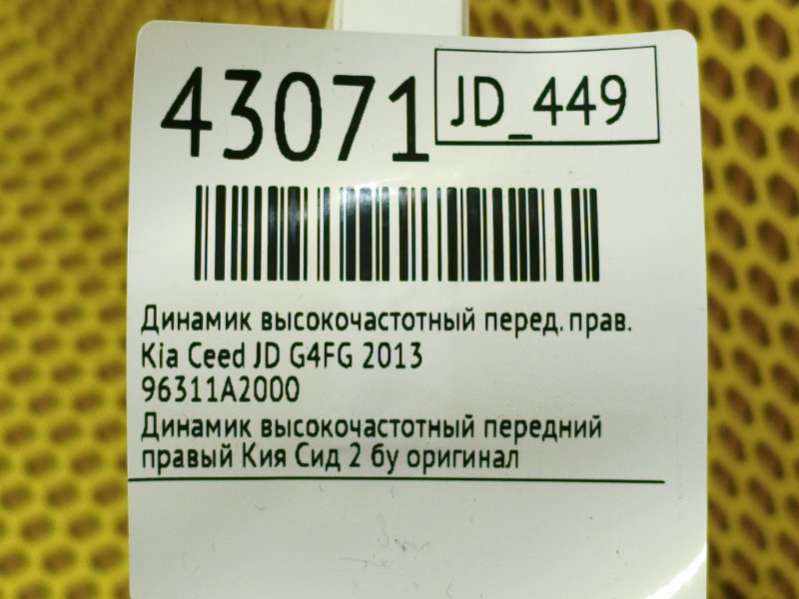 43071
JD_449
Динамик высокочастотный перед. прав.
Kia Ceed JD G4FG 2013
96311A2000
Динамик высокочастотный передний
правый Кия Сид 2 бу оригинал